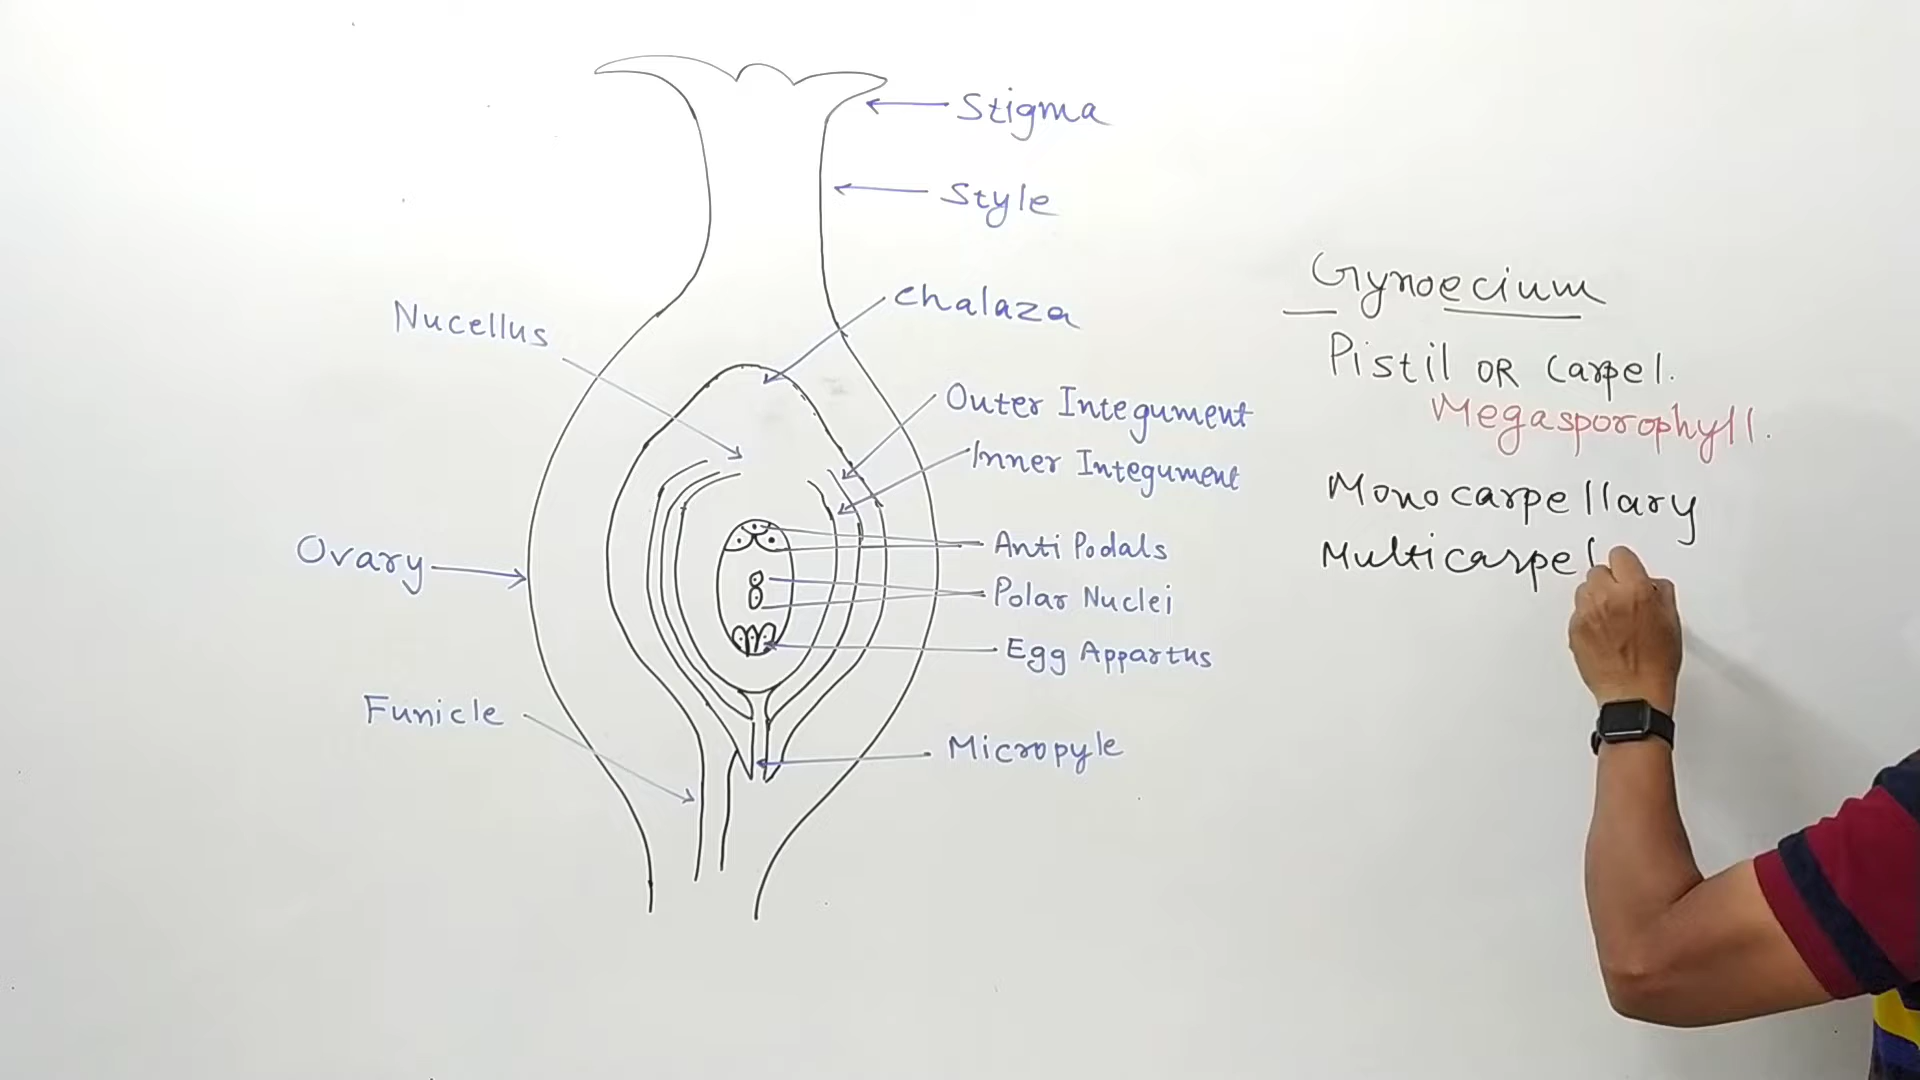 Stigma
Style
Chalaza
Nucellus
Outer Integument
Inner Integument
Anti Podals
Ovary
Polar Nuclei
Egg Appartus
Funicle
Micropyle
Gynoecium
Pistil OR Carpel.
Megasporophyll.
Monocarpellary
Multicarpel